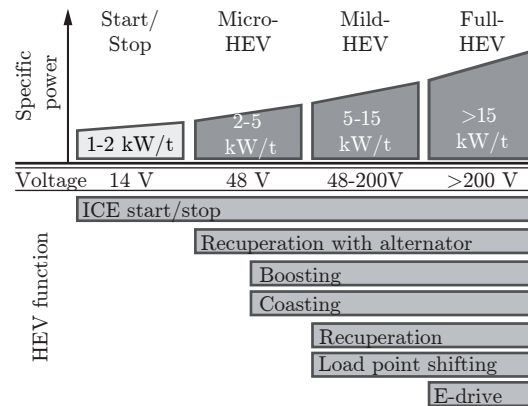 Start/ Micro- Mild- Full-
Stop HEV HEV HEV
Specific
power
2-5 5-15 >15
1-2 kW/t kW/t kW/t kW/t
Voltage 14 V 48 V 48-200V >200 V
HEV function
ICE start/stop
Recuperation with alternator
Boosting
Coasting
Recuperation
Load point shifting
E-drive